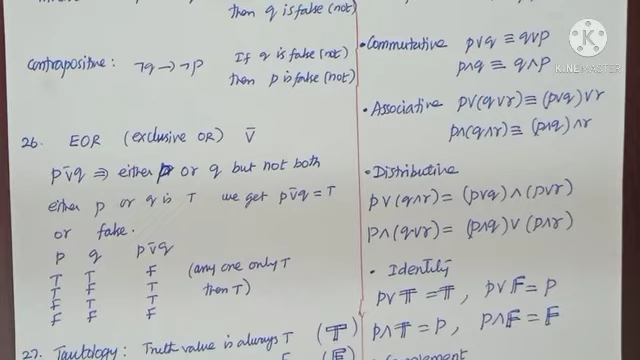 then q is false (not)
Contrapositive: ¬q → ¬p If q is false (not)
then p is false (not)
26. EOR (exclusive OR) V̄
p V̄ q ⇒ either p or q but not both
either p or q is T we get p V̄ q = T
or false.
p q p V̄ q
T T F
T F T
F T T
F F F
(any one only T
then T)
27. Tautology: Truth value is always T (𝕋)
F (𝔽)
• Commutative p∨q ≡ q∨p
p∧q ≡ q∧p
• Associative p∨(q∨r) ≡ (p∨q)∨r
p∧(q∧r) ≡ (p∧q)∧r
• Distributive
p∨(q∧r) = (p∨q)∧(p∨r)
p∧(q∨r) = (p∧q)∨(p∧r)
• Identity
p∨𝕋 = 𝕋, p∨𝔽 = p
p∧𝕋 = p, p∧𝔽 = 𝔽
KINEMASTER